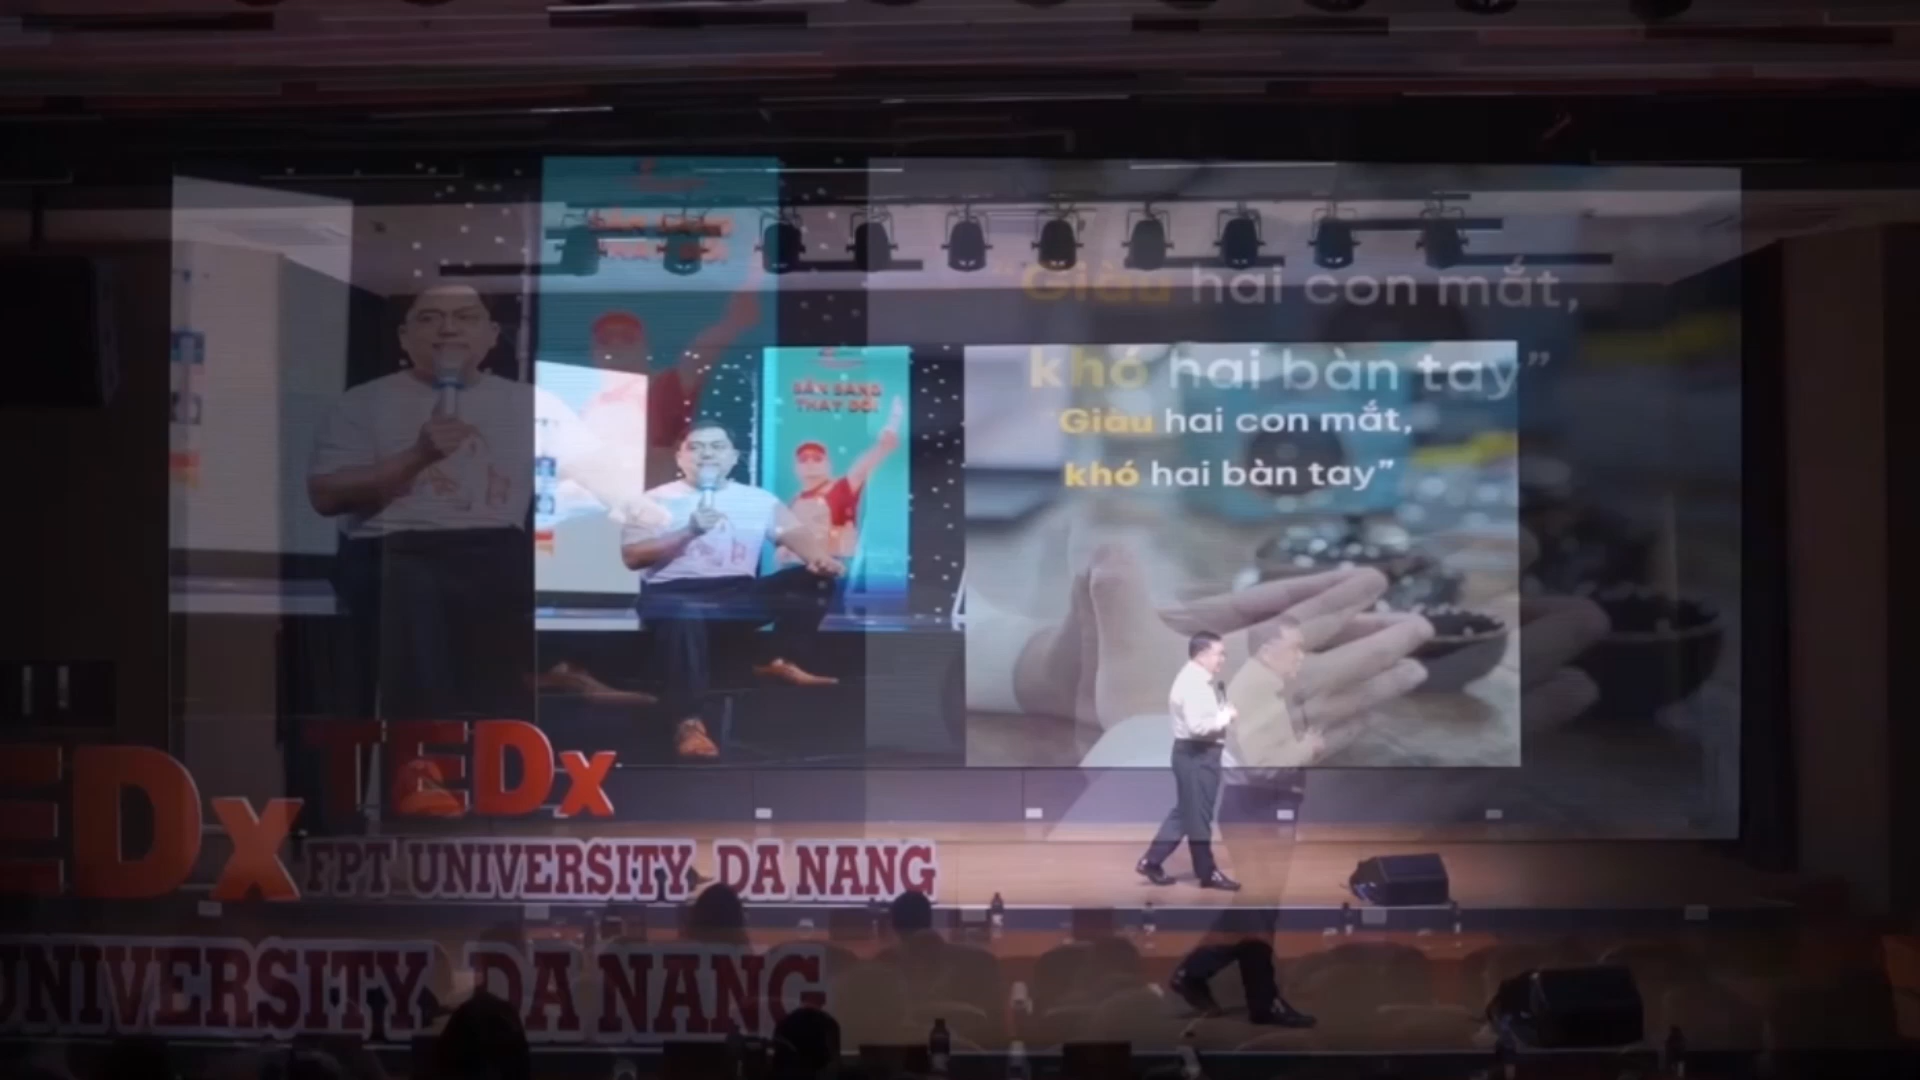 "Giàu hai con mắt,
khó hai bàn tay"
SẴN SÀNG
THAY ĐỔI
Giàu hai con mắt,
khó hai bàn tay"
TEDx
FPT UNIVERSITY DA NANG
EDx
UNIVERSITY DA NANG